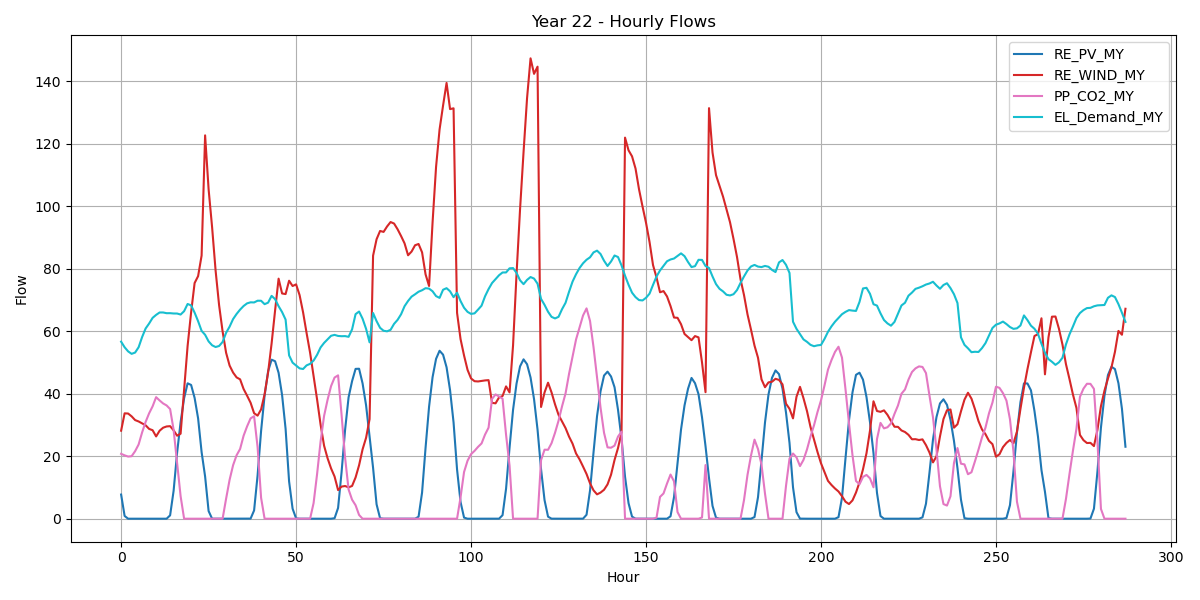 Year 22 - Hourly Flows
RE_PV_MY
RE_WIND_MY
PP_CO2_MY
EL_Demand_MY
Flow
140
120
100
80
60
40
20
0
0 50 100 150 200 250 300
Hour